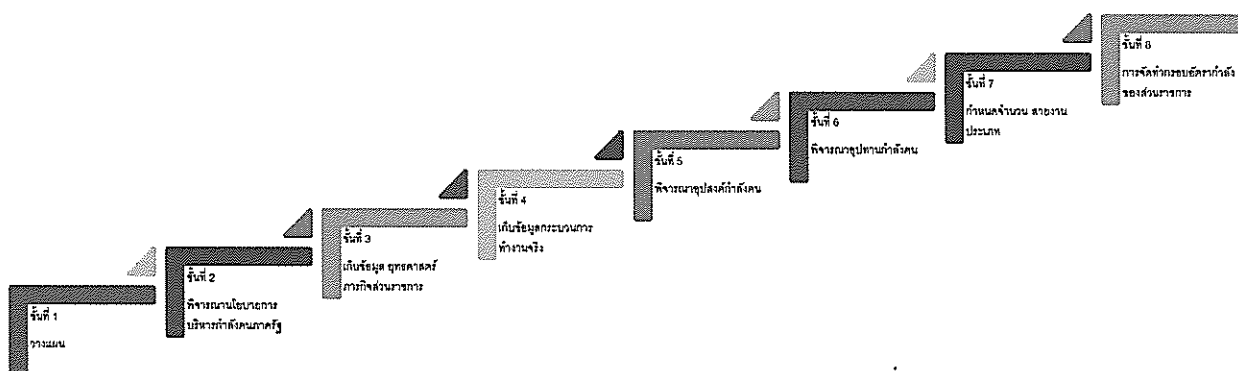 ขั้นที่ 1
วางแผน
ขั้นที่ 2
พิจารณานโยบายการ
บริหารกำลังคนภาครัฐ
ขั้นที่ 3
เก็บข้อมูล ยุทธศาสตร์
ภารกิจส่วนราชการ
ขั้นที่ 4
เก็บข้อมูลกระบวนการ
ทำงานจริง
ขั้นที่ 5
พิจารณาอุปสงค์กำลังคน
ขั้นที่ 6
พิจารณาอุปทานกำลังคน
ขั้นที่ 7
กำหนดจำนวน สายงาน
ประเภท
ขั้นที่ 8
การจัดทำกรอบอัตรากำลัง
ของส่วนราชการ